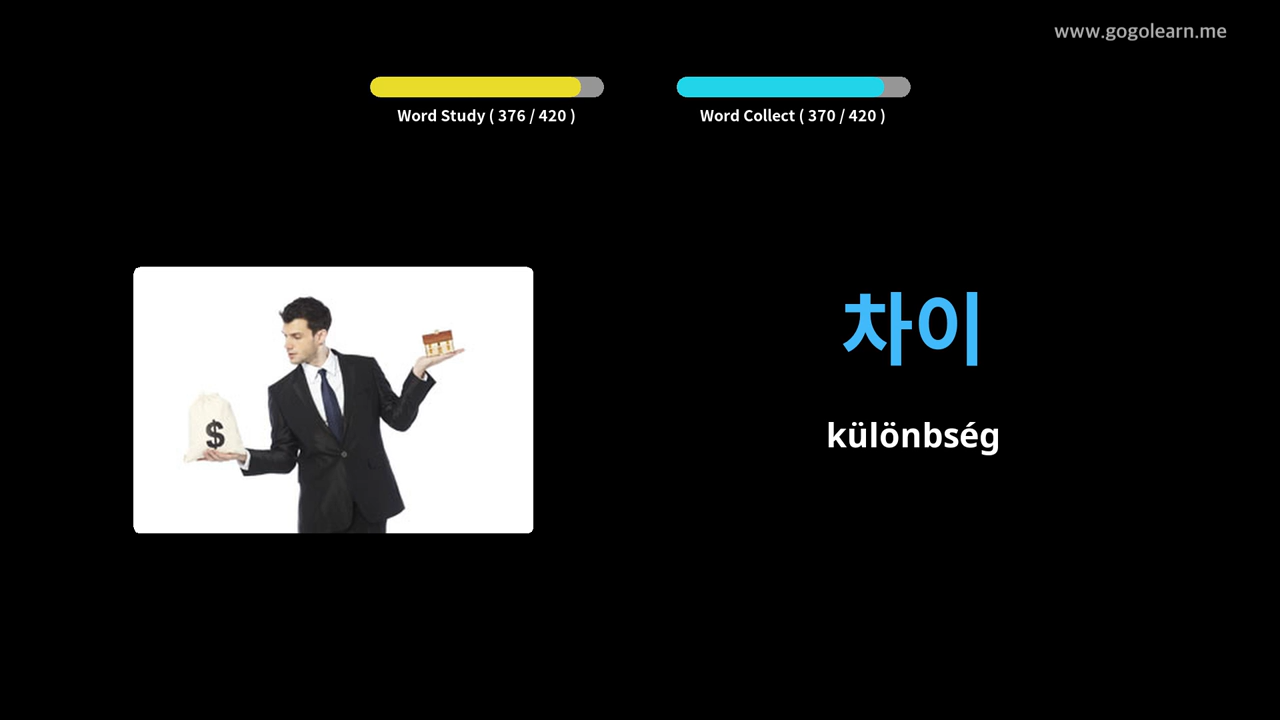 www.gogolearn.me
Word Study ( 376 / 420 )
Word Collect ( 370 / 420 )
$
차이
különbség